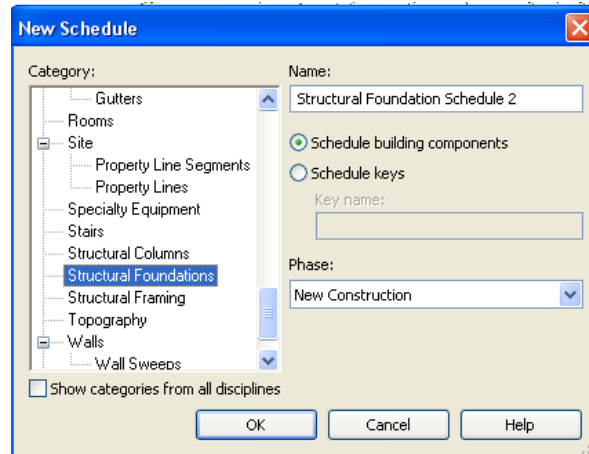 New Schedule
Category:
Gutters
Rooms
Site
Property Line Segments
Property Lines
Specialty Equipment
Stairs
Structural Columns
Structural Foundations
Structural Framing
Topography
Walls
Wall Sweeps
Show categories from all disciplines
Name:
Structural Foundation Schedule 2
Schedule building components
Schedule keys
Key name:
Phase:
New Construction
OK
Cancel
Help